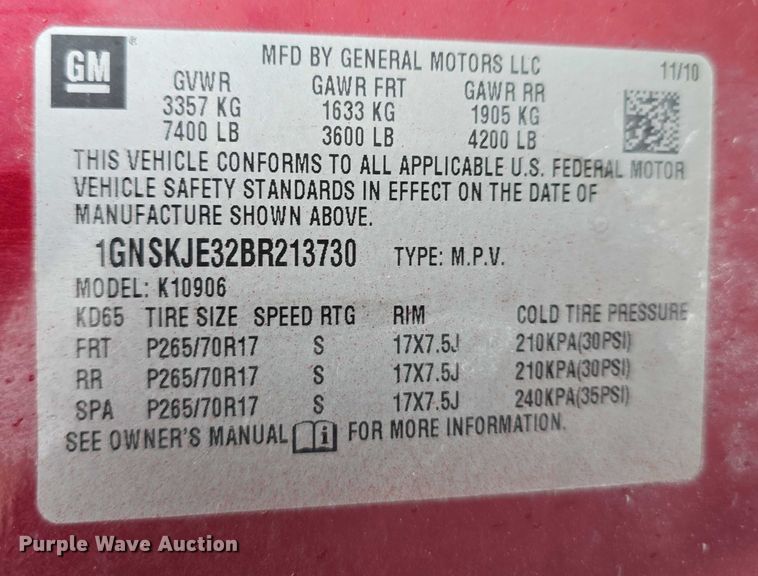 GM
MFD BY GENERAL MOTORS LLC 11/10
GVWR GAWR FRT GAWR RR
3357 KG 1633 KG 1905 KG
7400 LB 3600 LB 4200 LB
THIS VEHICLE CONFORMS TO ALL APPLICABLE U.S. FEDERAL MOTOR
VEHICLE SAFETY STANDARDS IN EFFECT ON THE DATE OF
MANUFACTURE SHOWN ABOVE.
1GNSKJE32BR213730 TYPE: M.P.V.
MODEL: K10906
KD65 TIRE SIZE SPEED RTG RIM COLD TIRE PRESSURE
FRT P265/70R17 S 17X7.5J 210KPA(30PSI)
RR P265/70R17 S 17X7.5J 210KPA(30PSI)
SPA P265/70R17 S 17X7.5J 240KPA(35PSI)
SEE OWNER'S MANUAL i FOR MORE INFORMATION.
Purple Wave Auction